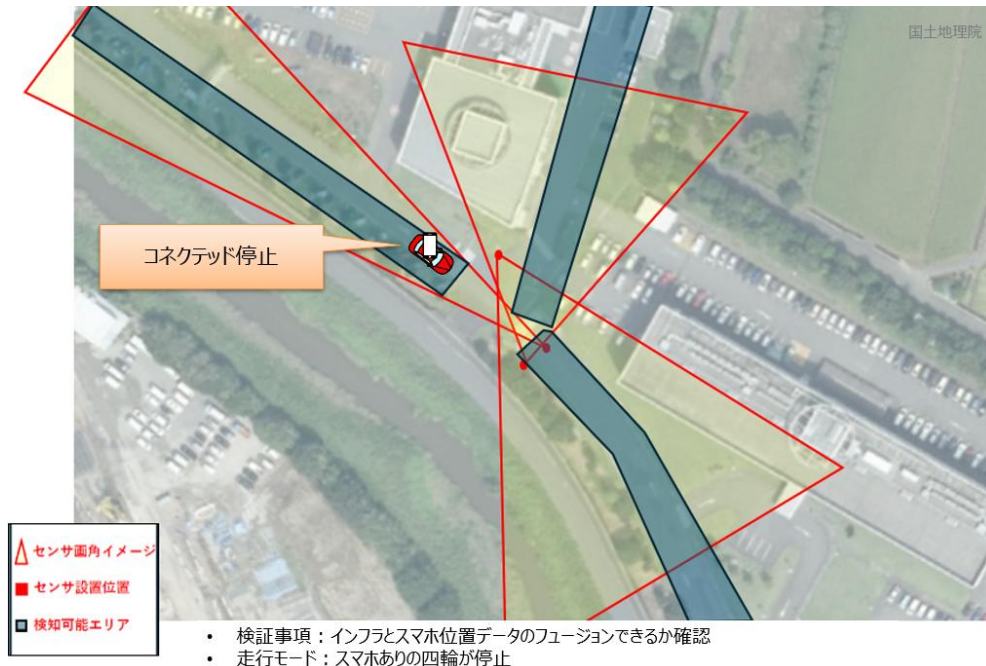 国土地理院
コネクテッド停止
センサ画角イメージ
センサ設置位置
検知可能エリア
• 検証事項：インフラとスマホ位置データのフュージョンできるか確認
• 走行モード：スマホありの四輪が停止